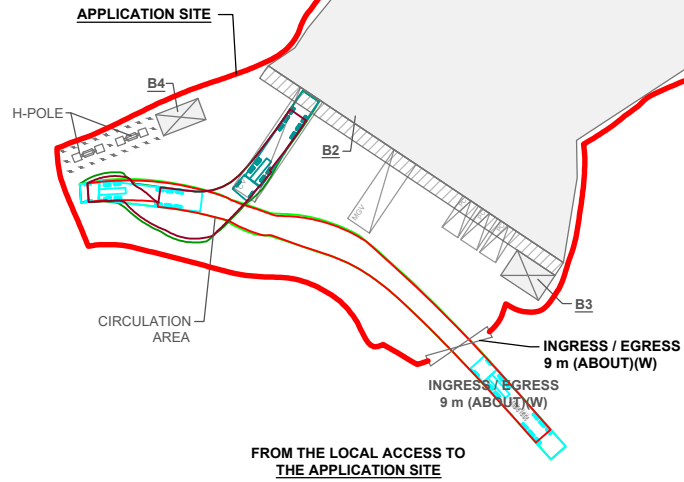 APPLICATION SITE
B4
H-POLE
B2
MGV
B3
CIRCULATION
AREA
INGRESS / EGRESS
9 m (ABOUT)(W)
INGRESS / EGRESS
9 m (ABOUT)(W)
FROM THE LOCAL ACCESS TO
THE APPLICATION SITE